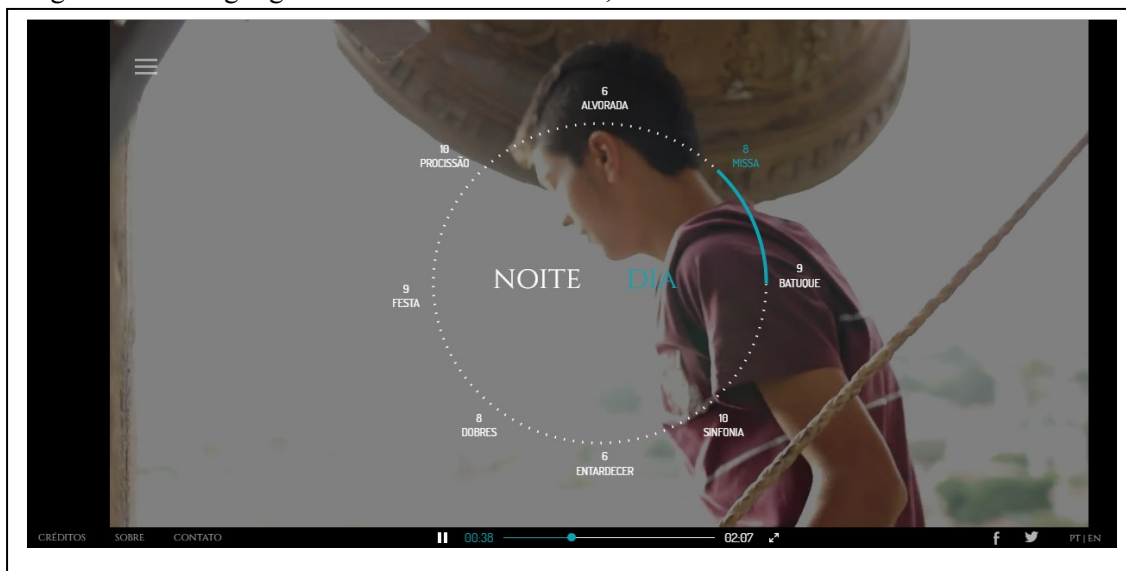 6
ALVORADA
10
PROCISSÃO
8
MISSA
NOITE DIA
9
BATUQUE
9
FESTA
8
DOBRES
10
SINFONIA
6
ENTARDECER
CRÉDITOS SOBRE CONTATO 00:38 02:07 PT | EN